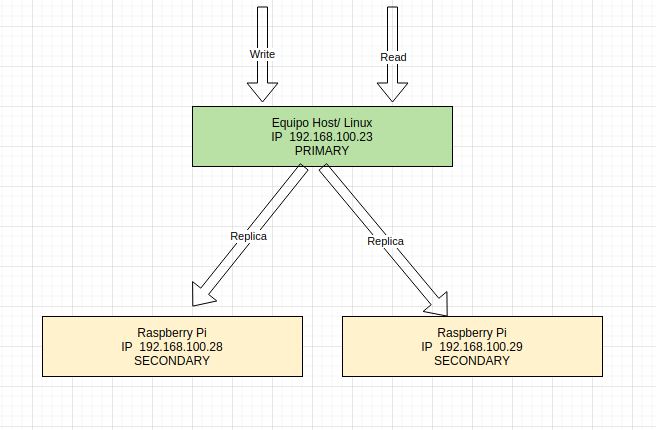 Write
Read
Equipo Host/ Linux
IP 192.168.100.23
PRIMARY
Replica
Replica
Raspberry Pi
IP 192.168.100.28
SECONDARY
Raspberry Pi
IP 192.168.100.29
SECONDARY